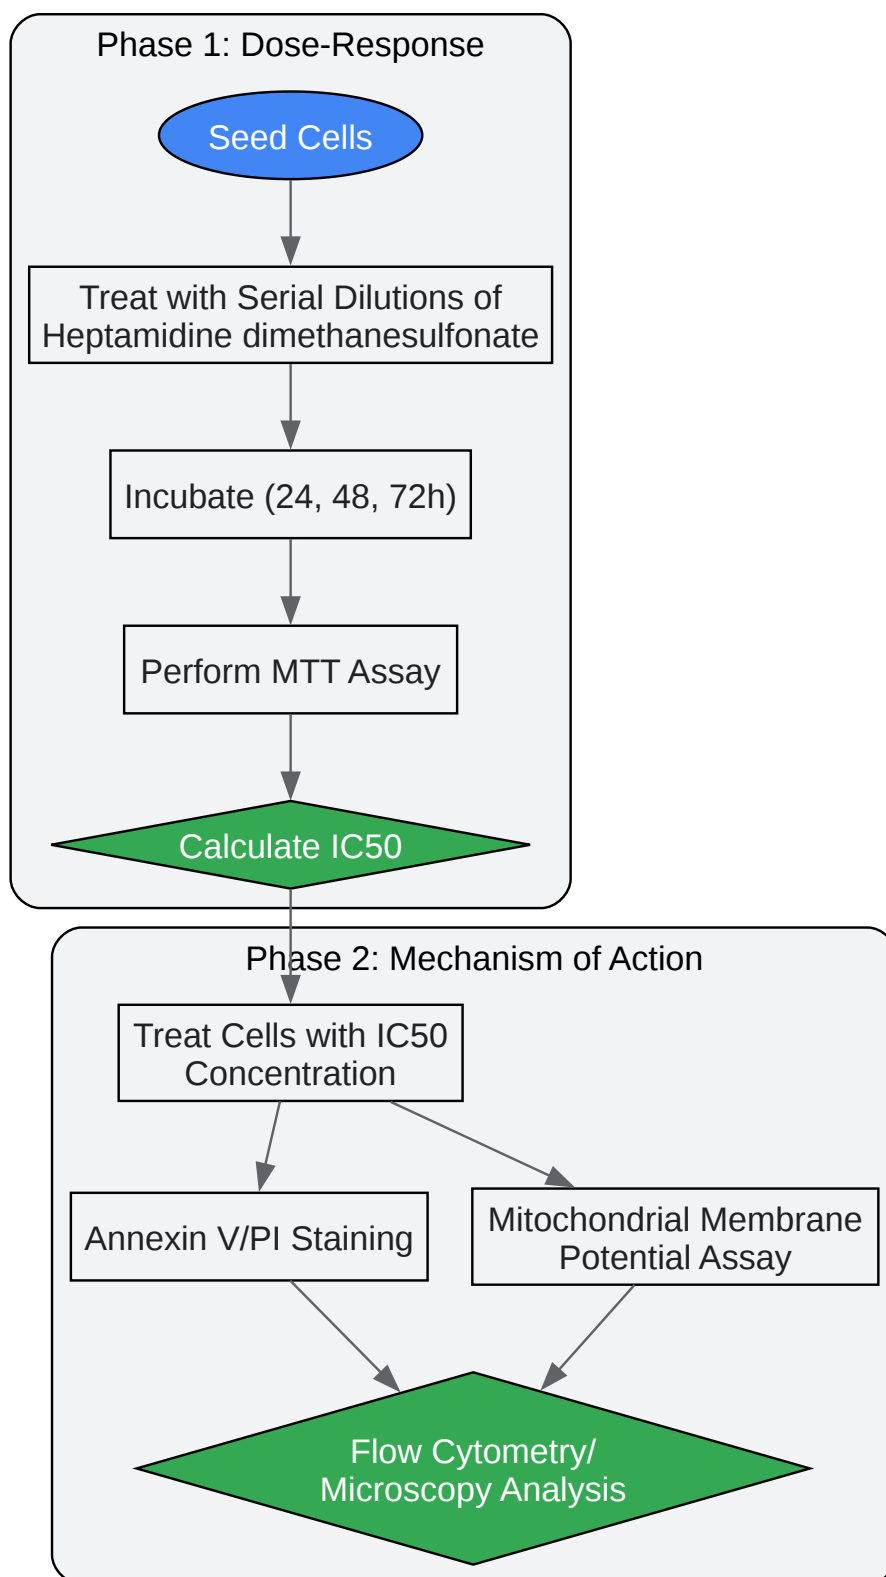 Phase 1: Dose-Response
Seed Cells
Treat with Serial Dilutions of
Heptamidine dimethanesulfonate
Incubate (24, 48, 72h)
Perform MTT Assay
Calculate IC50
Phase 2: Mechanism of Action
Treat Cells with IC50
Concentration
Annexin V/PI Staining
Mitochondrial Membrane
Potential Assay
Flow Cytometry/
Microscopy Analysis